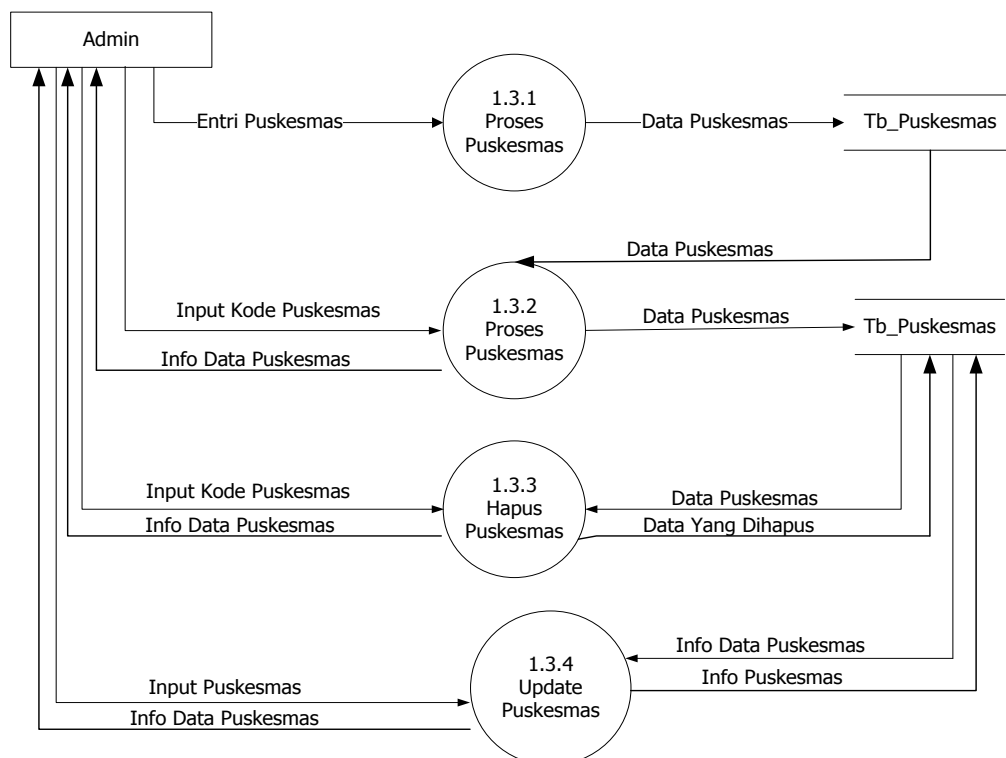 Admin
1.3.1
Proses
Puskesmas
Entri Puskesmas
Data Puskesmas
Tb_Puskesmas
Data Puskesmas
1.3.2
Proses
Puskesmas
Input Kode Puskesmas
Data Puskesmas
Tb_Puskesmas
Info Data Puskesmas
1.3.3
Hapus
Puskesmas
Input Kode Puskesmas
Data Puskesmas
Info Data Puskesmas
Data Yang Dihapus
1.3.4
Update
Puskesmas
Info Data Puskesmas
Info Puskesmas
Input Puskesmas
Info Data Puskesmas